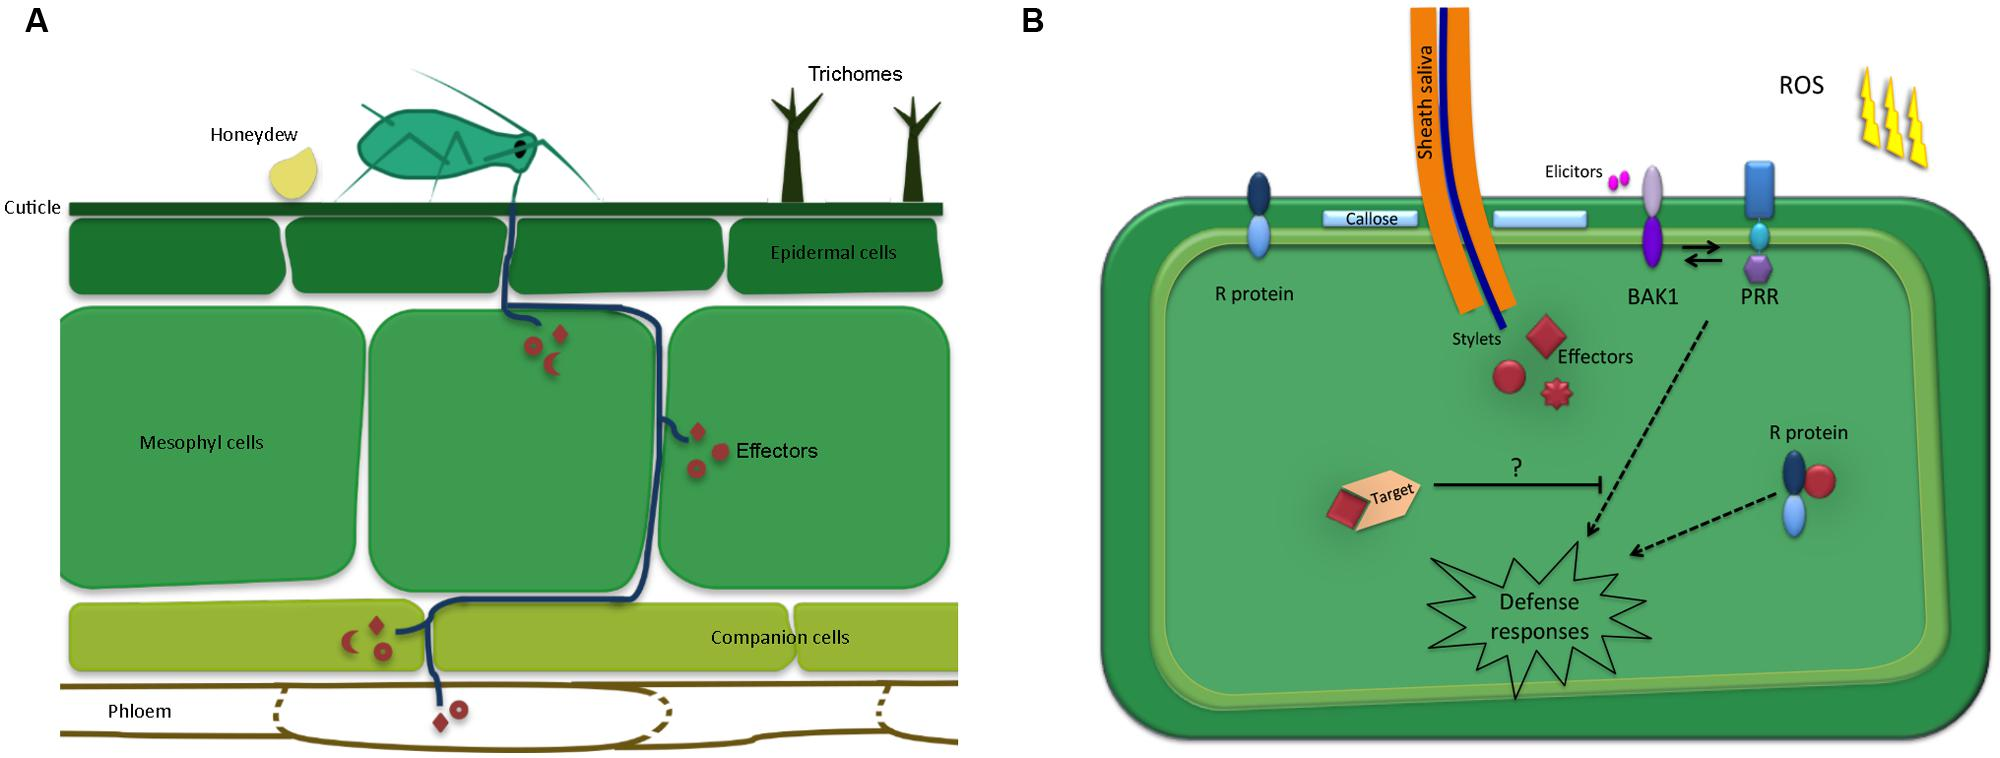 A
Trichomes
Honeydew
Cuticle
Epidermal cells
Mesophyl cells
Effectors
Companion cells
Phloem
B
Sheath saliva
ROS
Elicitors
Callose
R protein
BAK1
PRR
Stylets
Effectors
R protein
?
Target
Defense
responses